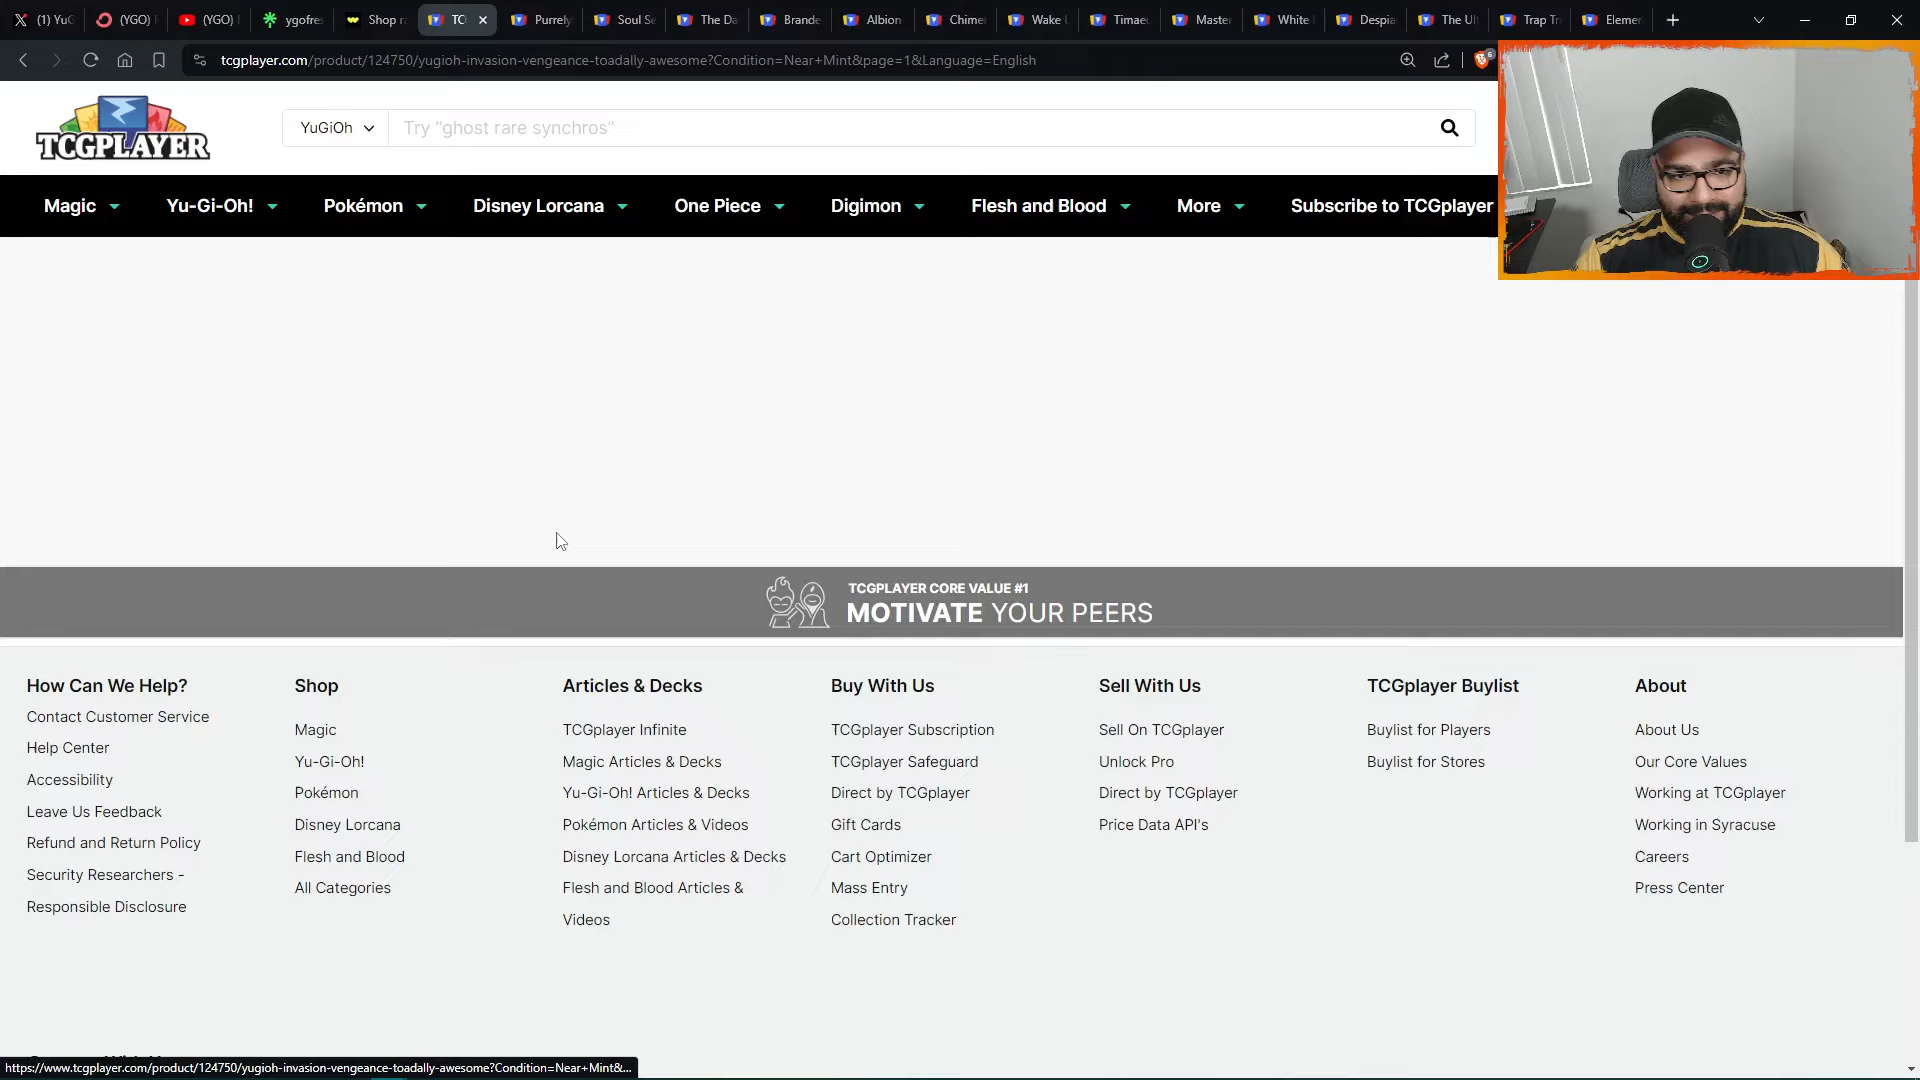 (1) YuG
(YGO)
(YGO)
ygofres
Shop ra
TC
Purrely
Soul Se
The Da
Brande
Albion
Chimer
Wake U
Timaeu
Master
White
Despia
The Ul
Trap Tr
Elemen
tcgplayer.com/product/124750/yugioh-invasion-vengeance-toadally-awesome?Condition=Near+Mint&page=1&Language=English
6
TCGPLAYER
YuGiOh
Try “ghost rare synchros”
Magic
Yu-Gi-Oh!
Pokémon
Disney Lorcana
One Piece
Digimon
Flesh and Blood
More
Subscribe to TCGplayer
TCGPLAYER CORE VALUE #1
MOTIVATE YOUR PEERS
How Can We Help?
Contact Customer Service
Help Center
Accessibility
Leave Us Feedback
Refund and Return Policy
Security Researchers -
Responsible Disclosure
Shop
Magic
Yu-Gi-Oh!
Pokémon
Disney Lorcana
Flesh and Blood
All Categories
Articles & Decks
TCGplayer Infinite
Magic Articles & Decks
Yu-Gi-Oh! Articles & Decks
Pokémon Articles & Videos
Disney Lorcana Articles & Decks
Flesh and Blood Articles &
Videos
Buy With Us
TCGplayer Subscription
TCGplayer Safeguard
Direct by TCGplayer
Gift Cards
Cart Optimizer
Mass Entry
Collection Tracker
Sell With Us
Sell On TCGplayer
Unlock Pro
Direct by TCGplayer
Price Data API's
TCGplayer Buylist
Buylist for Players
Buylist for Stores
About
About Us
Our Core Values
Working at TCGplayer
Working in Syracuse
Careers
Press Center
https://www.tcgplayer.com/product/124750/yugioh-invasion-vengeance-toadally-awesome?Condition=Near+Mint&...